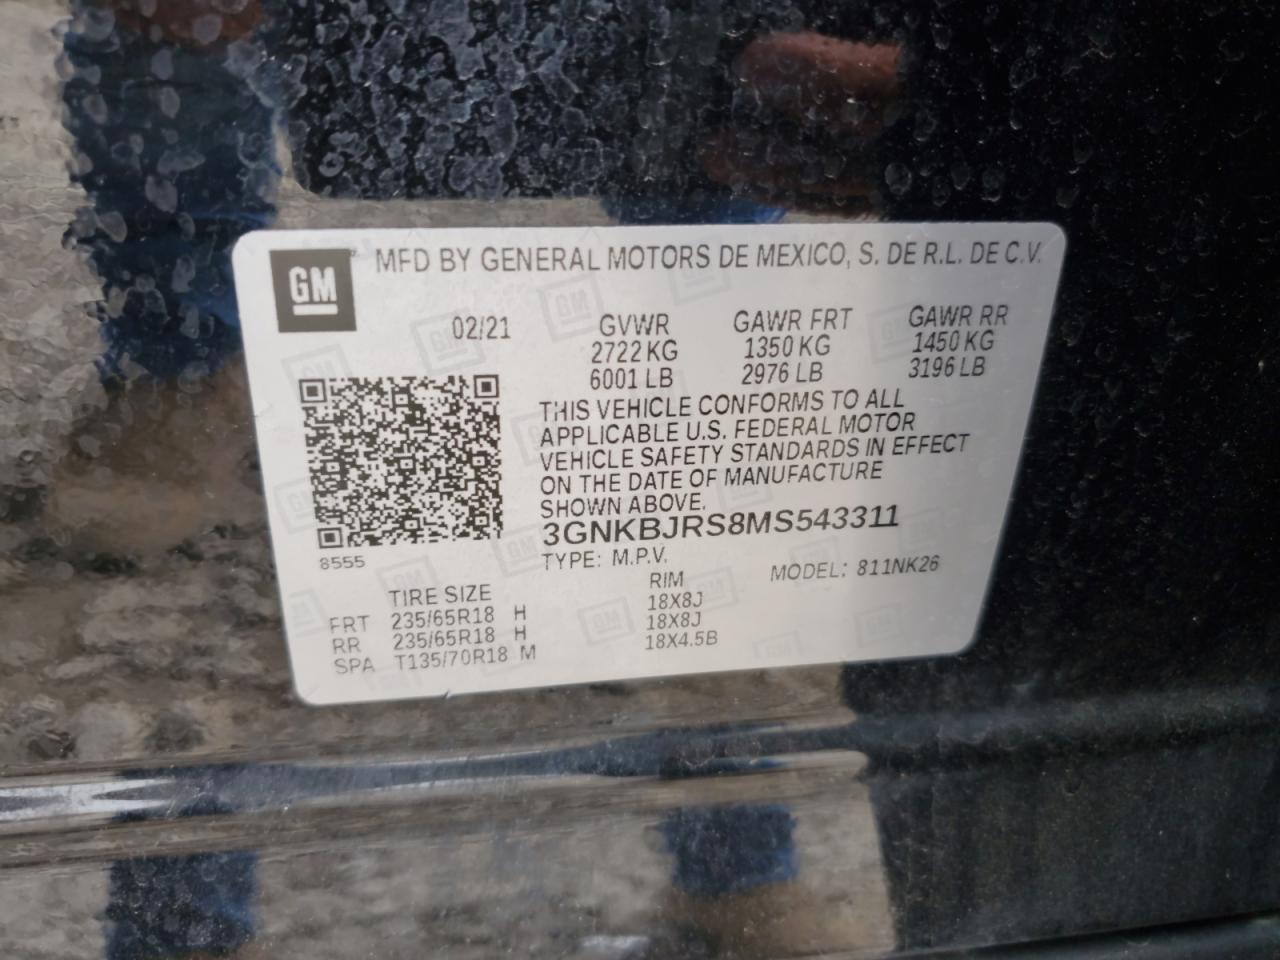 GM
MFD BY GENERAL MOTORS DE MEXICO, S. DE R.L. DE C.V.
02/21 GVWR GAWR FRT GAWR RR
2722 KG 1350 KG 1450 KG
6001 LB 2976 LB 3196 LB
THIS VEHICLE CONFORMS TO ALL
APPLICABLE U.S. FEDERAL MOTOR
VEHICLE SAFETY STANDARDS IN EFFECT
ON THE DATE OF MANUFACTURE
SHOWN ABOVE.
3GNKBJRS8MS543311
8555 TYPE: M.P.V. MODEL: 811NK26
TIRE SIZE RIM
FRT 235/65R18 H 18X8J
RR 235/65R18 H 18X8J
SPA T135/70R18 M 18X4.5B